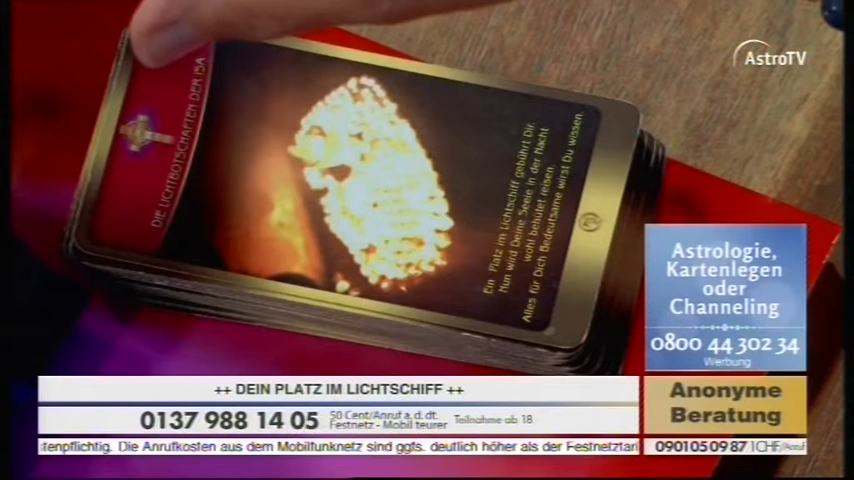 AstroTV
DIE LICHTBOTSCHAFTEN DER ISA
Ein Platz im Lichtschiff gebührt Dir.
Nun wird Deine Seele in der Nacht
wohl behütet reisen.
Alles für Dich Bedeutsame wirst Du wissen.
Astrologie,
Kartenlegen
oder
Channeling
0800 44 302 34
Werbung
++ DEIN PLATZ IM LICHTSCHIFF ++
0137 988 14 05
50 Cent/Anruf a. d. dt.
Festnetz - Mobil teurer
Teilnahme ab 18
Anonyme
Beratung
tenpflichtig. Die Anrufkosten aus dem Mobilfunknetz sind ggfs. deutlich höher als der Festnetztari
0901050987 1CHF/Anruf